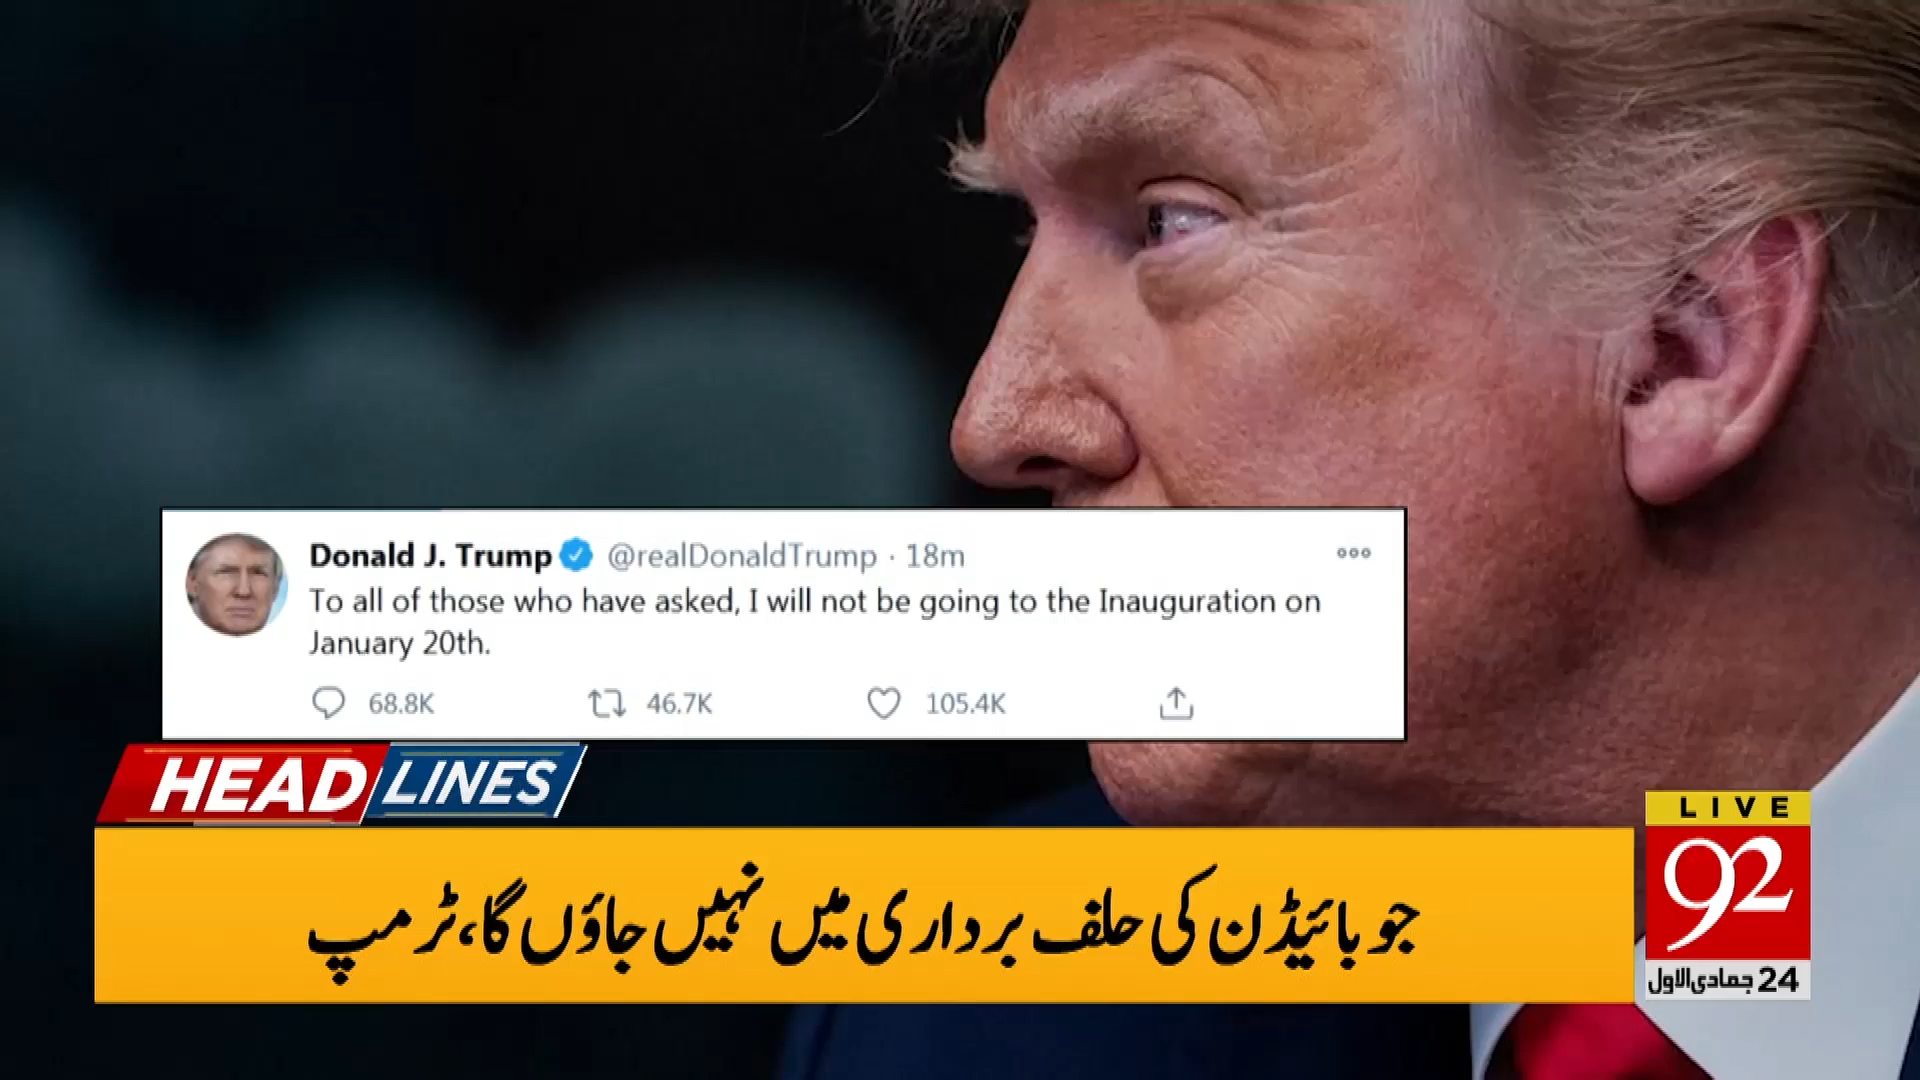 Donald J. Trump @realDonaldTrump · 18m
To all of those who have asked, I will not be going to the Inauguration on
January 20th.
68.8K 46.7K 105.4K
HEADLINES
جو بائیڈن کی حلف برداری میں نہیں جاؤں گا، ٹرمپ
LIVE
92
24 جمادی الاول